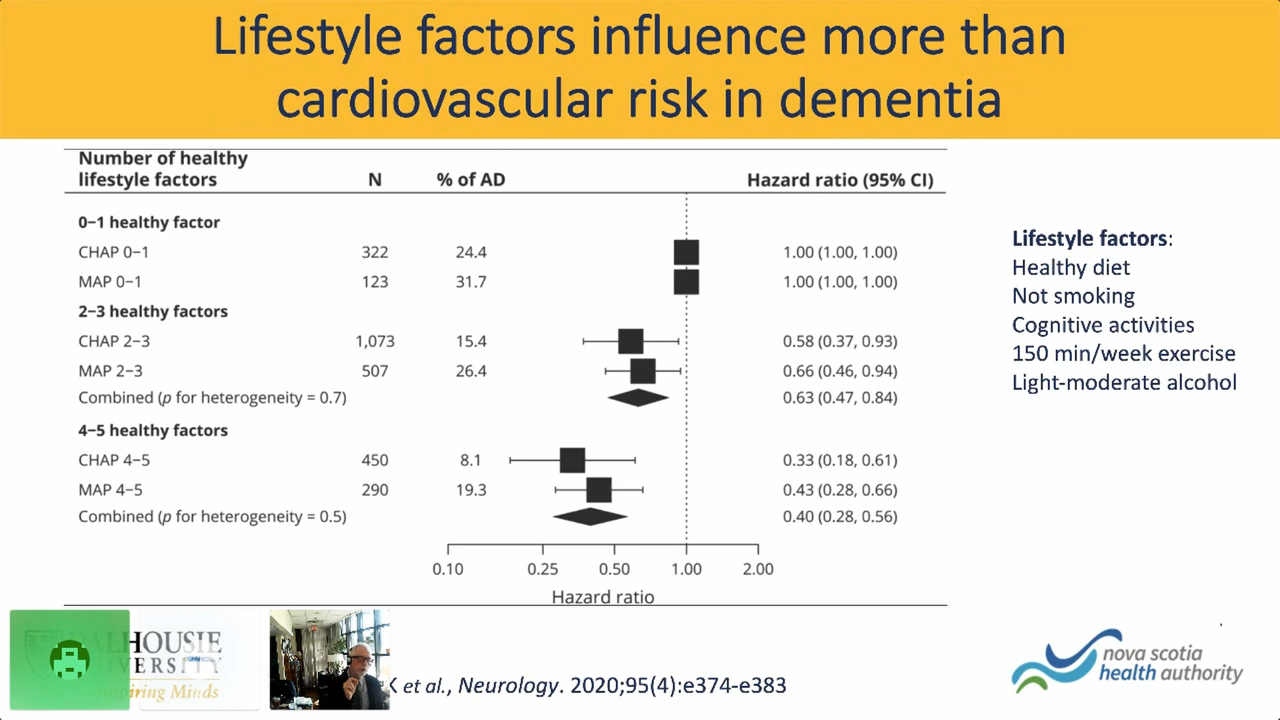 Lifestyle factors influence more than
cardiovascular risk in dementia
Number of healthy
lifestyle factors N % of AD Hazard ratio (95% CI)
0−1 healthy factor
CHAP 0−1 322 24.4 1.00 (1.00, 1.00)
MAP 0−1 123 31.7 1.00 (1.00, 1.00)
2−3 healthy factors
CHAP 2−3 1,073 15.4 0.58 (0.37, 0.93)
MAP 2−3 507 26.4 0.66 (0.46, 0.94)
Combined (p for heterogeneity = 0.7) 0.63 (0.47, 0.84)
4−5 healthy factors
CHAP 4−5 450 8.1 0.33 (0.18, 0.61)
MAP 4−5 290 19.3 0.43 (0.28, 0.66)
Combined (p for heterogeneity = 0.5) 0.40 (0.28, 0.56)
0.10 0.25 0.50 1.00 2.00
Hazard ratio
Lifestyle factors:
Healthy diet
Not smoking
Cognitive activities
150 min/week exercise
Light-moderate alcohol
Minds
K et al., Neurology. 2020;95(4):e374-e383
nova scotia
health authority